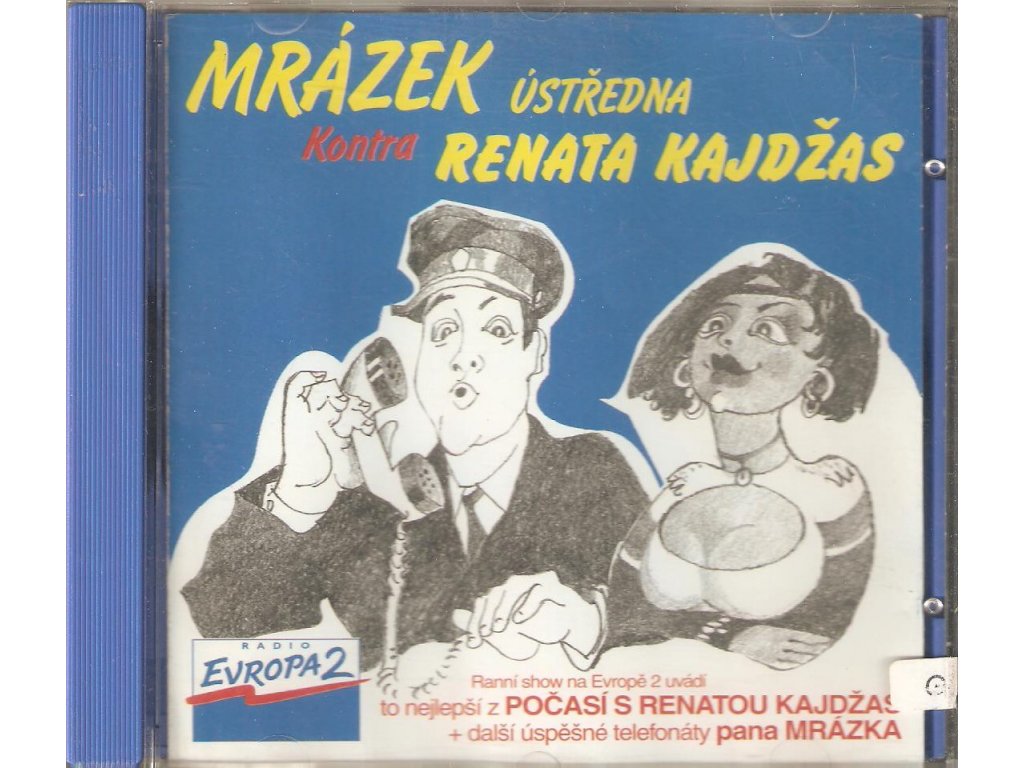 MRÁZEK ÚSTŘEDNA
Kontra RENATA KAJDŽAS
RADIO
EVROPA 2
Ranní show na Evropě 2 uvádí
to nejlepší z POČASÍ S RENATOU KAJDŽAS
+ další úspěšné telefonáty pana MRÁZKA